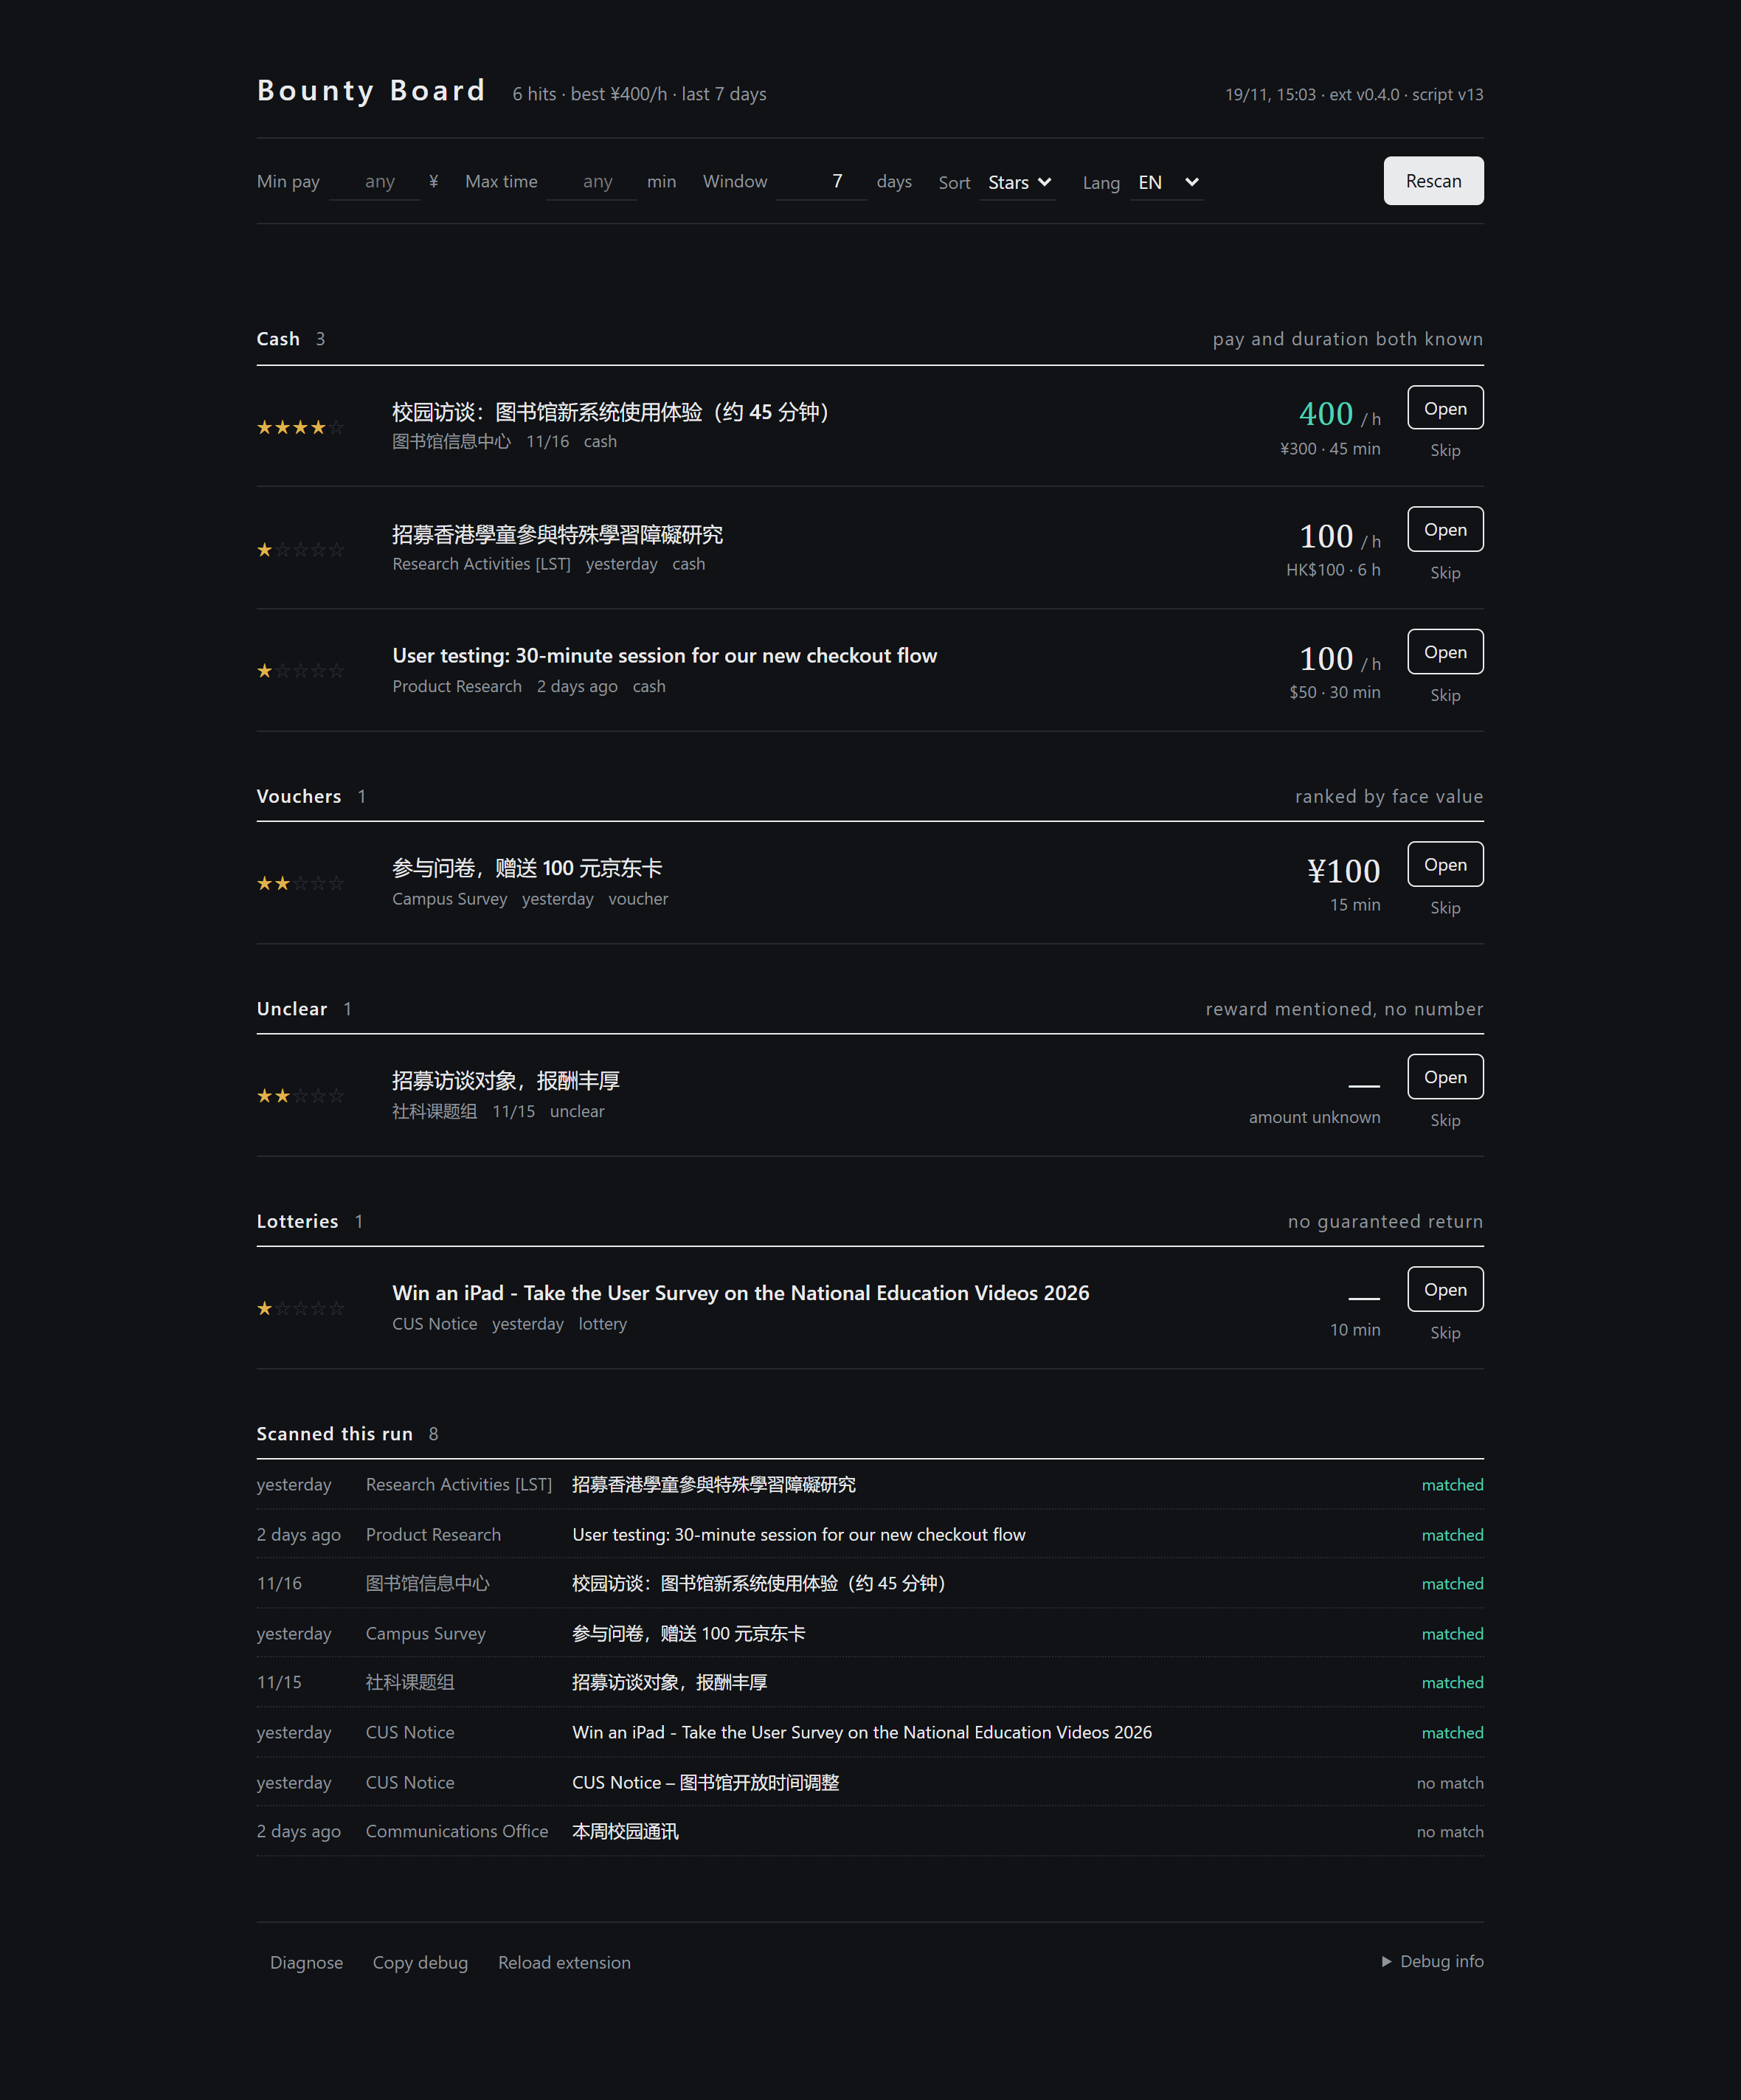 Bounty Board 6 hits · best ¥400/h · last 7 days 19/11, 15:03 · ext v0.4.0 · script v13
Min pay any ¥ Max time any min Window 7 days Sort Stars Lang EN Rescan
Cash 3 pay and duration both known
★★★★☆ 校园访谈：图书馆新系统使用体验（约 45 分钟） 400 / h Open
图书馆信息中心 11/16 cash ¥300 · 45 min Skip
★☆☆☆☆ 招募香港學童參與特殊學習障礙研究 100 / h Open
Research Activities [LST] yesterday cash HK$100 · 6 h Skip
★☆☆☆☆ User testing: 30-minute session for our new checkout flow 100 / h Open
Product Research 2 days ago cash $50 · 30 min Skip
Vouchers 1 ranked by face value
★★☆☆☆ 参与问卷，赠送 100 元京东卡 ¥100 Open
Campus Survey yesterday voucher 15 min Skip
Unclear 1 reward mentioned, no number
★★☆☆☆ 招募访谈对象，报酬丰厚 — Open
社科课题组 11/15 unclear amount unknown Skip
Lotteries 1 no guaranteed return
★☆☆☆☆ Win an iPad - Take the User Survey on the National Education Videos 2026 — Open
CUS Notice yesterday lottery 10 min Skip
Scanned this run 8
yesterday Research Activities [LST] 招募香港學童參與特殊學習障礙研究 matched
2 days ago Product Research User testing: 30-minute session for our new checkout flow matched
11/16 图书馆信息中心 校园访谈：图书馆新系统使用体验（约 45 分钟） matched
yesterday Campus Survey 参与问卷，赠送 100 元京东卡 matched
11/15 社科课题组 招募访谈对象，报酬丰厚 matched
yesterday CUS Notice Win an iPad - Take the User Survey on the National Education Videos 2026 matched
yesterday CUS Notice CUS Notice – 图书馆开放时间调整 no match
2 days ago Communications Office 本周校园通讯 no match
Diagnose Copy debug Reload extension ▶ Debug info